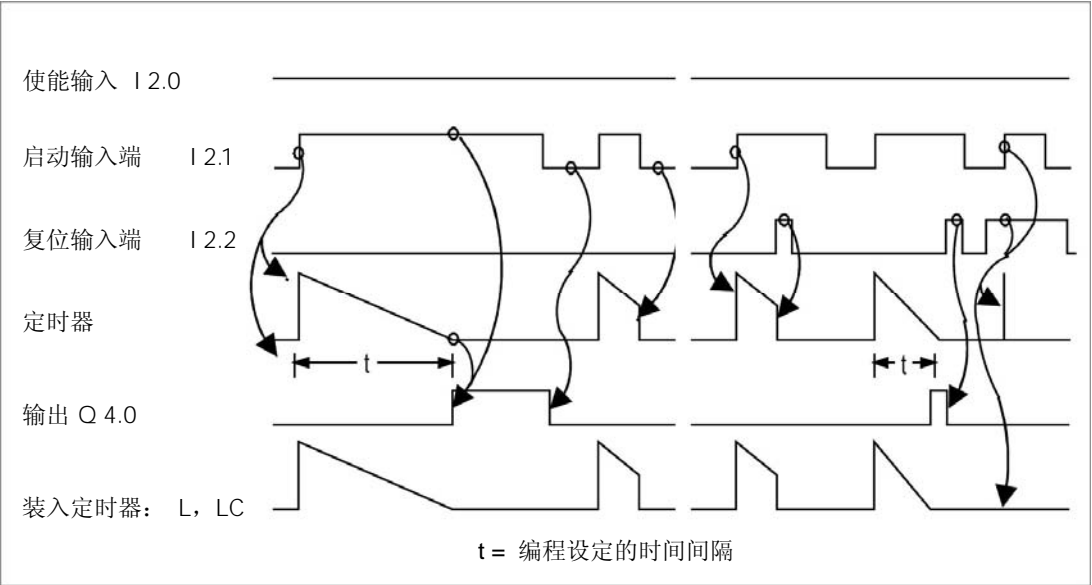 使能输入 I 2.0
启动输入端 I 2.1
复位输入端 I 2.2
定时器
t
t
输出 Q 4.0
装入定时器： L，LC
t = 编程设定的时间间隔